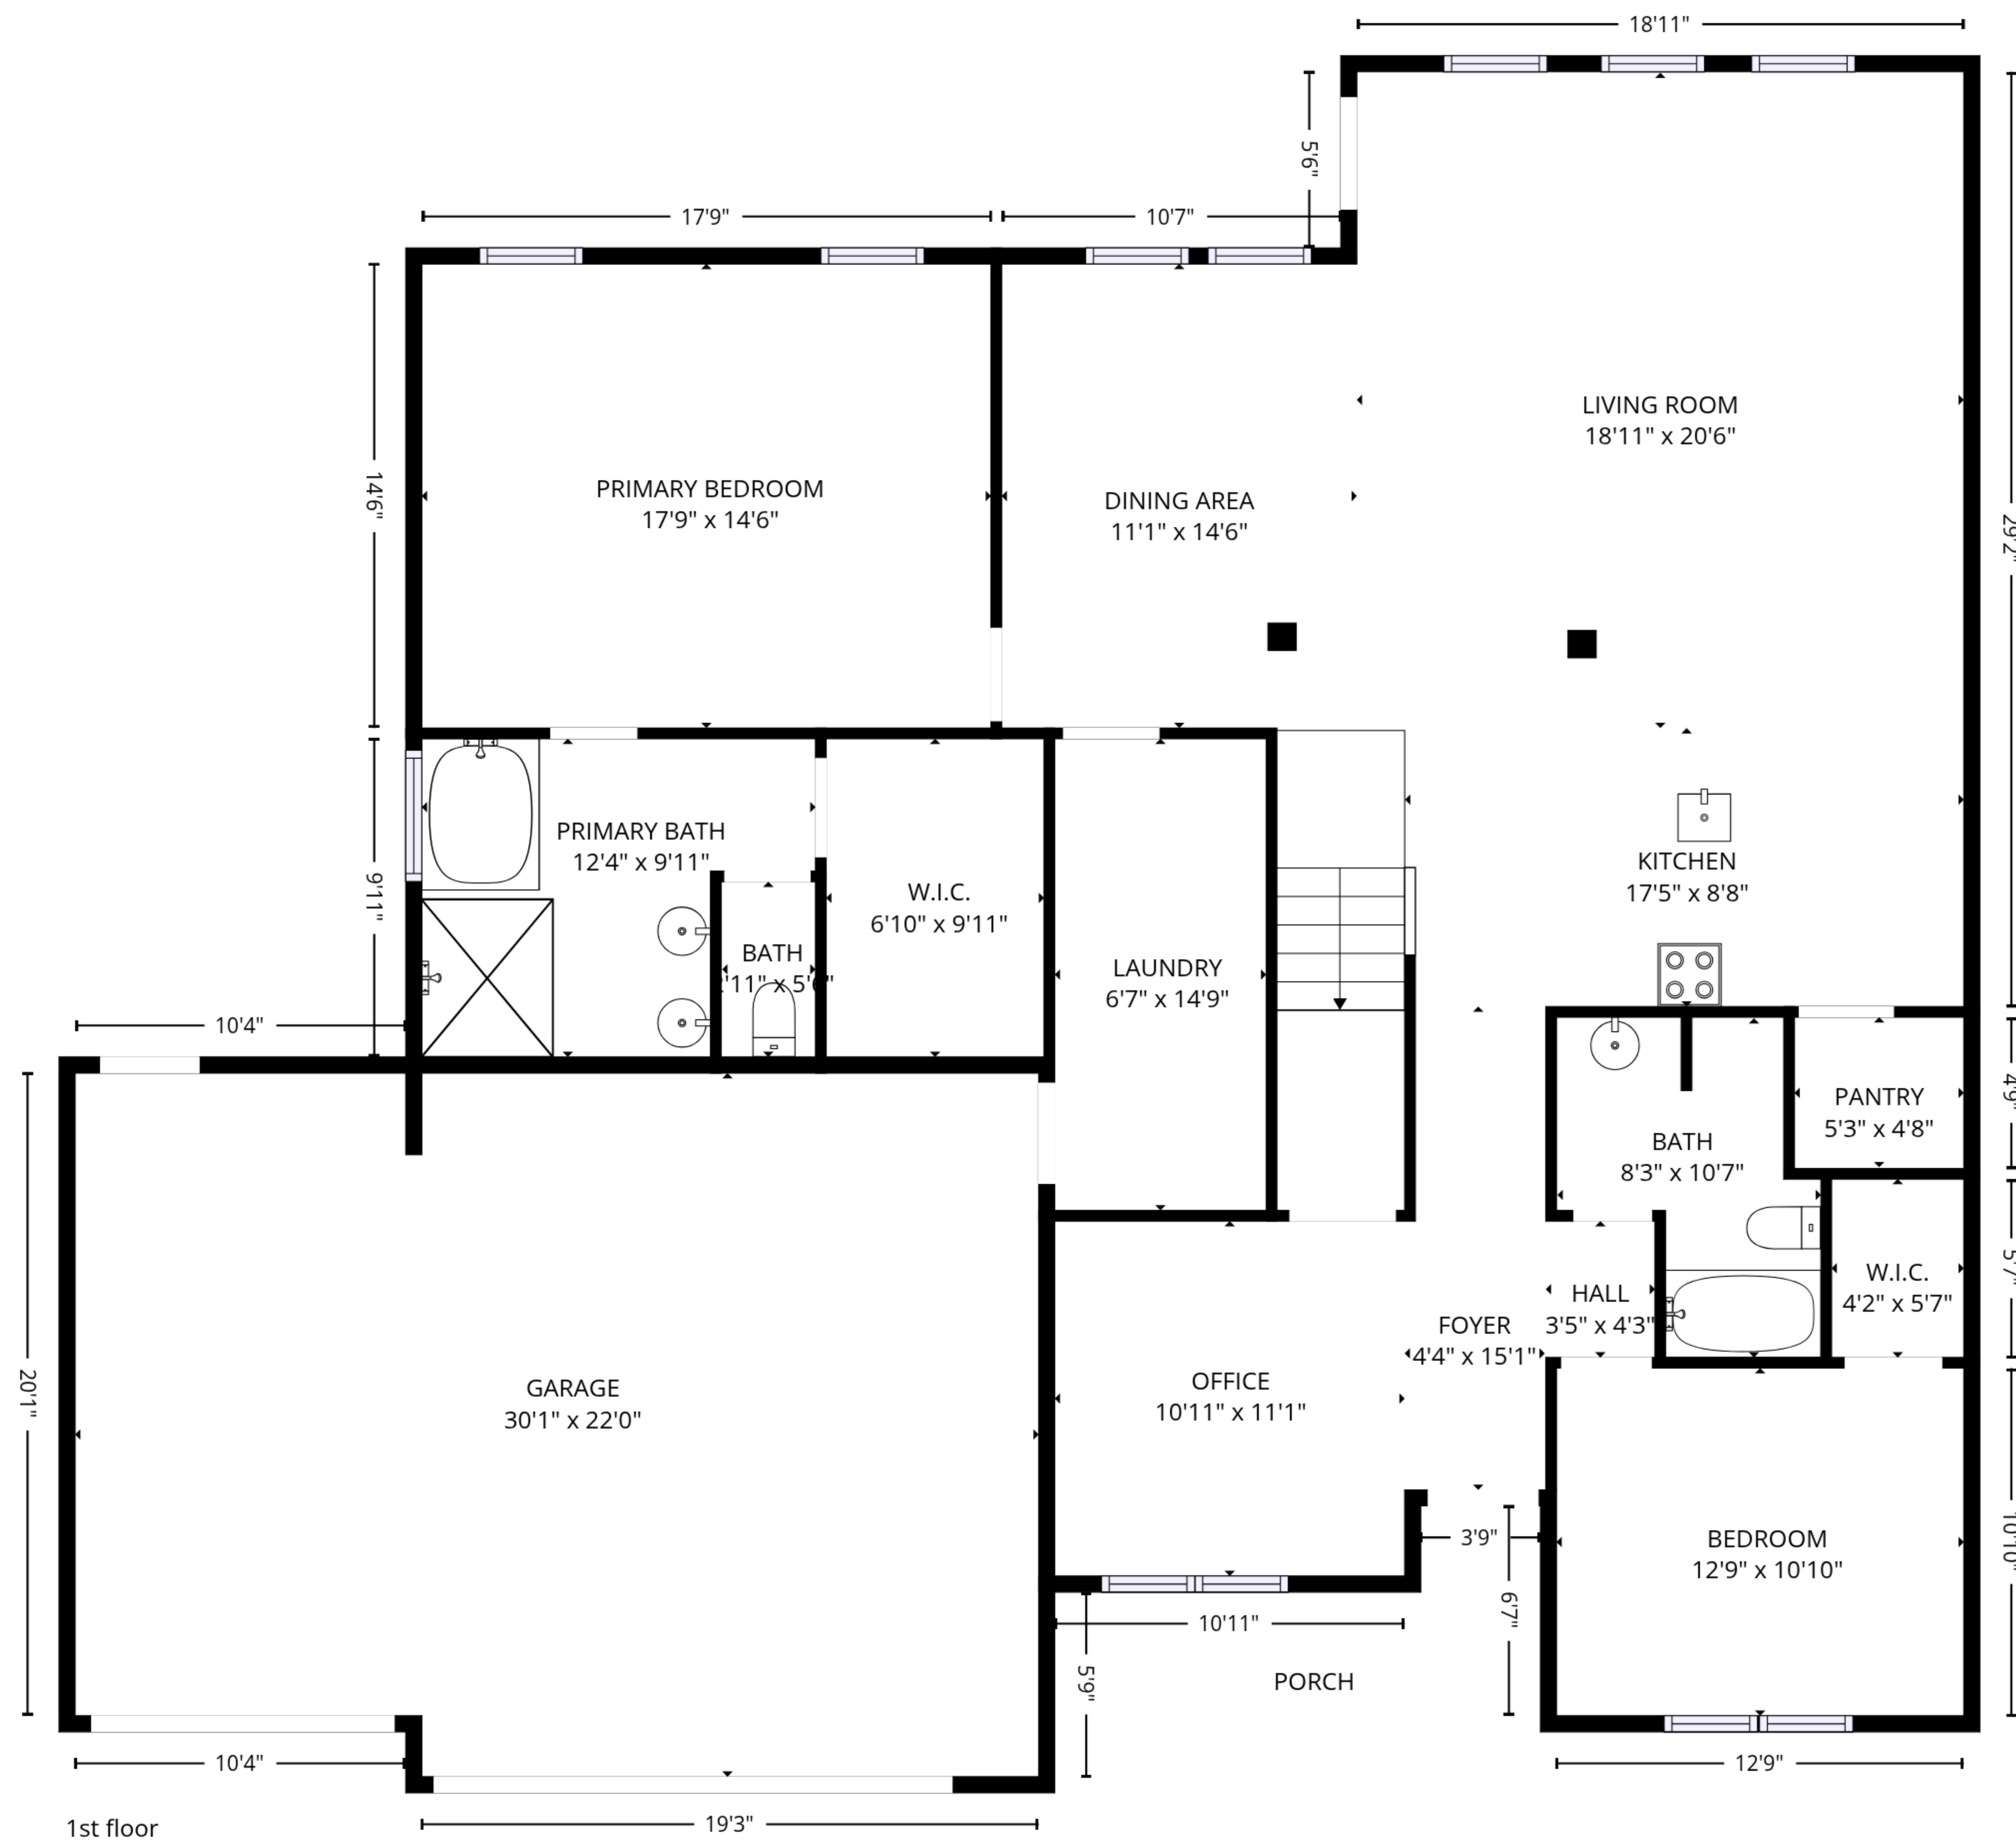 18'11"
5'6"
17'9"
10'7"
LIVING ROOM
18'11" x 20'6"
PRIMARY BEDROOM
17'9" x 14'6"
DINING AREA
11'1" x 14'6"
14'6"
29'2"
PRIMARY BATH
12'4" x 9'11"
KITCHEN
17'5" x 8'8"
W.I.C.
6'10" x 9'11"
9'11"
BATH
'11" x 5'6"
LAUNDRY
6'7" x 14'9"
10'4"
PANTRY
5'3" x 4'8"
4'9"
BATH
8'3" x 10'7"
W.I.C.
4'2" x 5'7"
5'7"
HALL
3'5" x 4'3"
FOYER
4'4" x 15'1"
GARAGE
30'1" x 22'0"
20'1"
OFFICE
10'11" x 11'1"
3'9"
BEDROOM
12'9" x 10'10"
10'10"
6'7"
10'11"
5'9"
PORCH
10'4"
12'9"
19'3"
1st floor